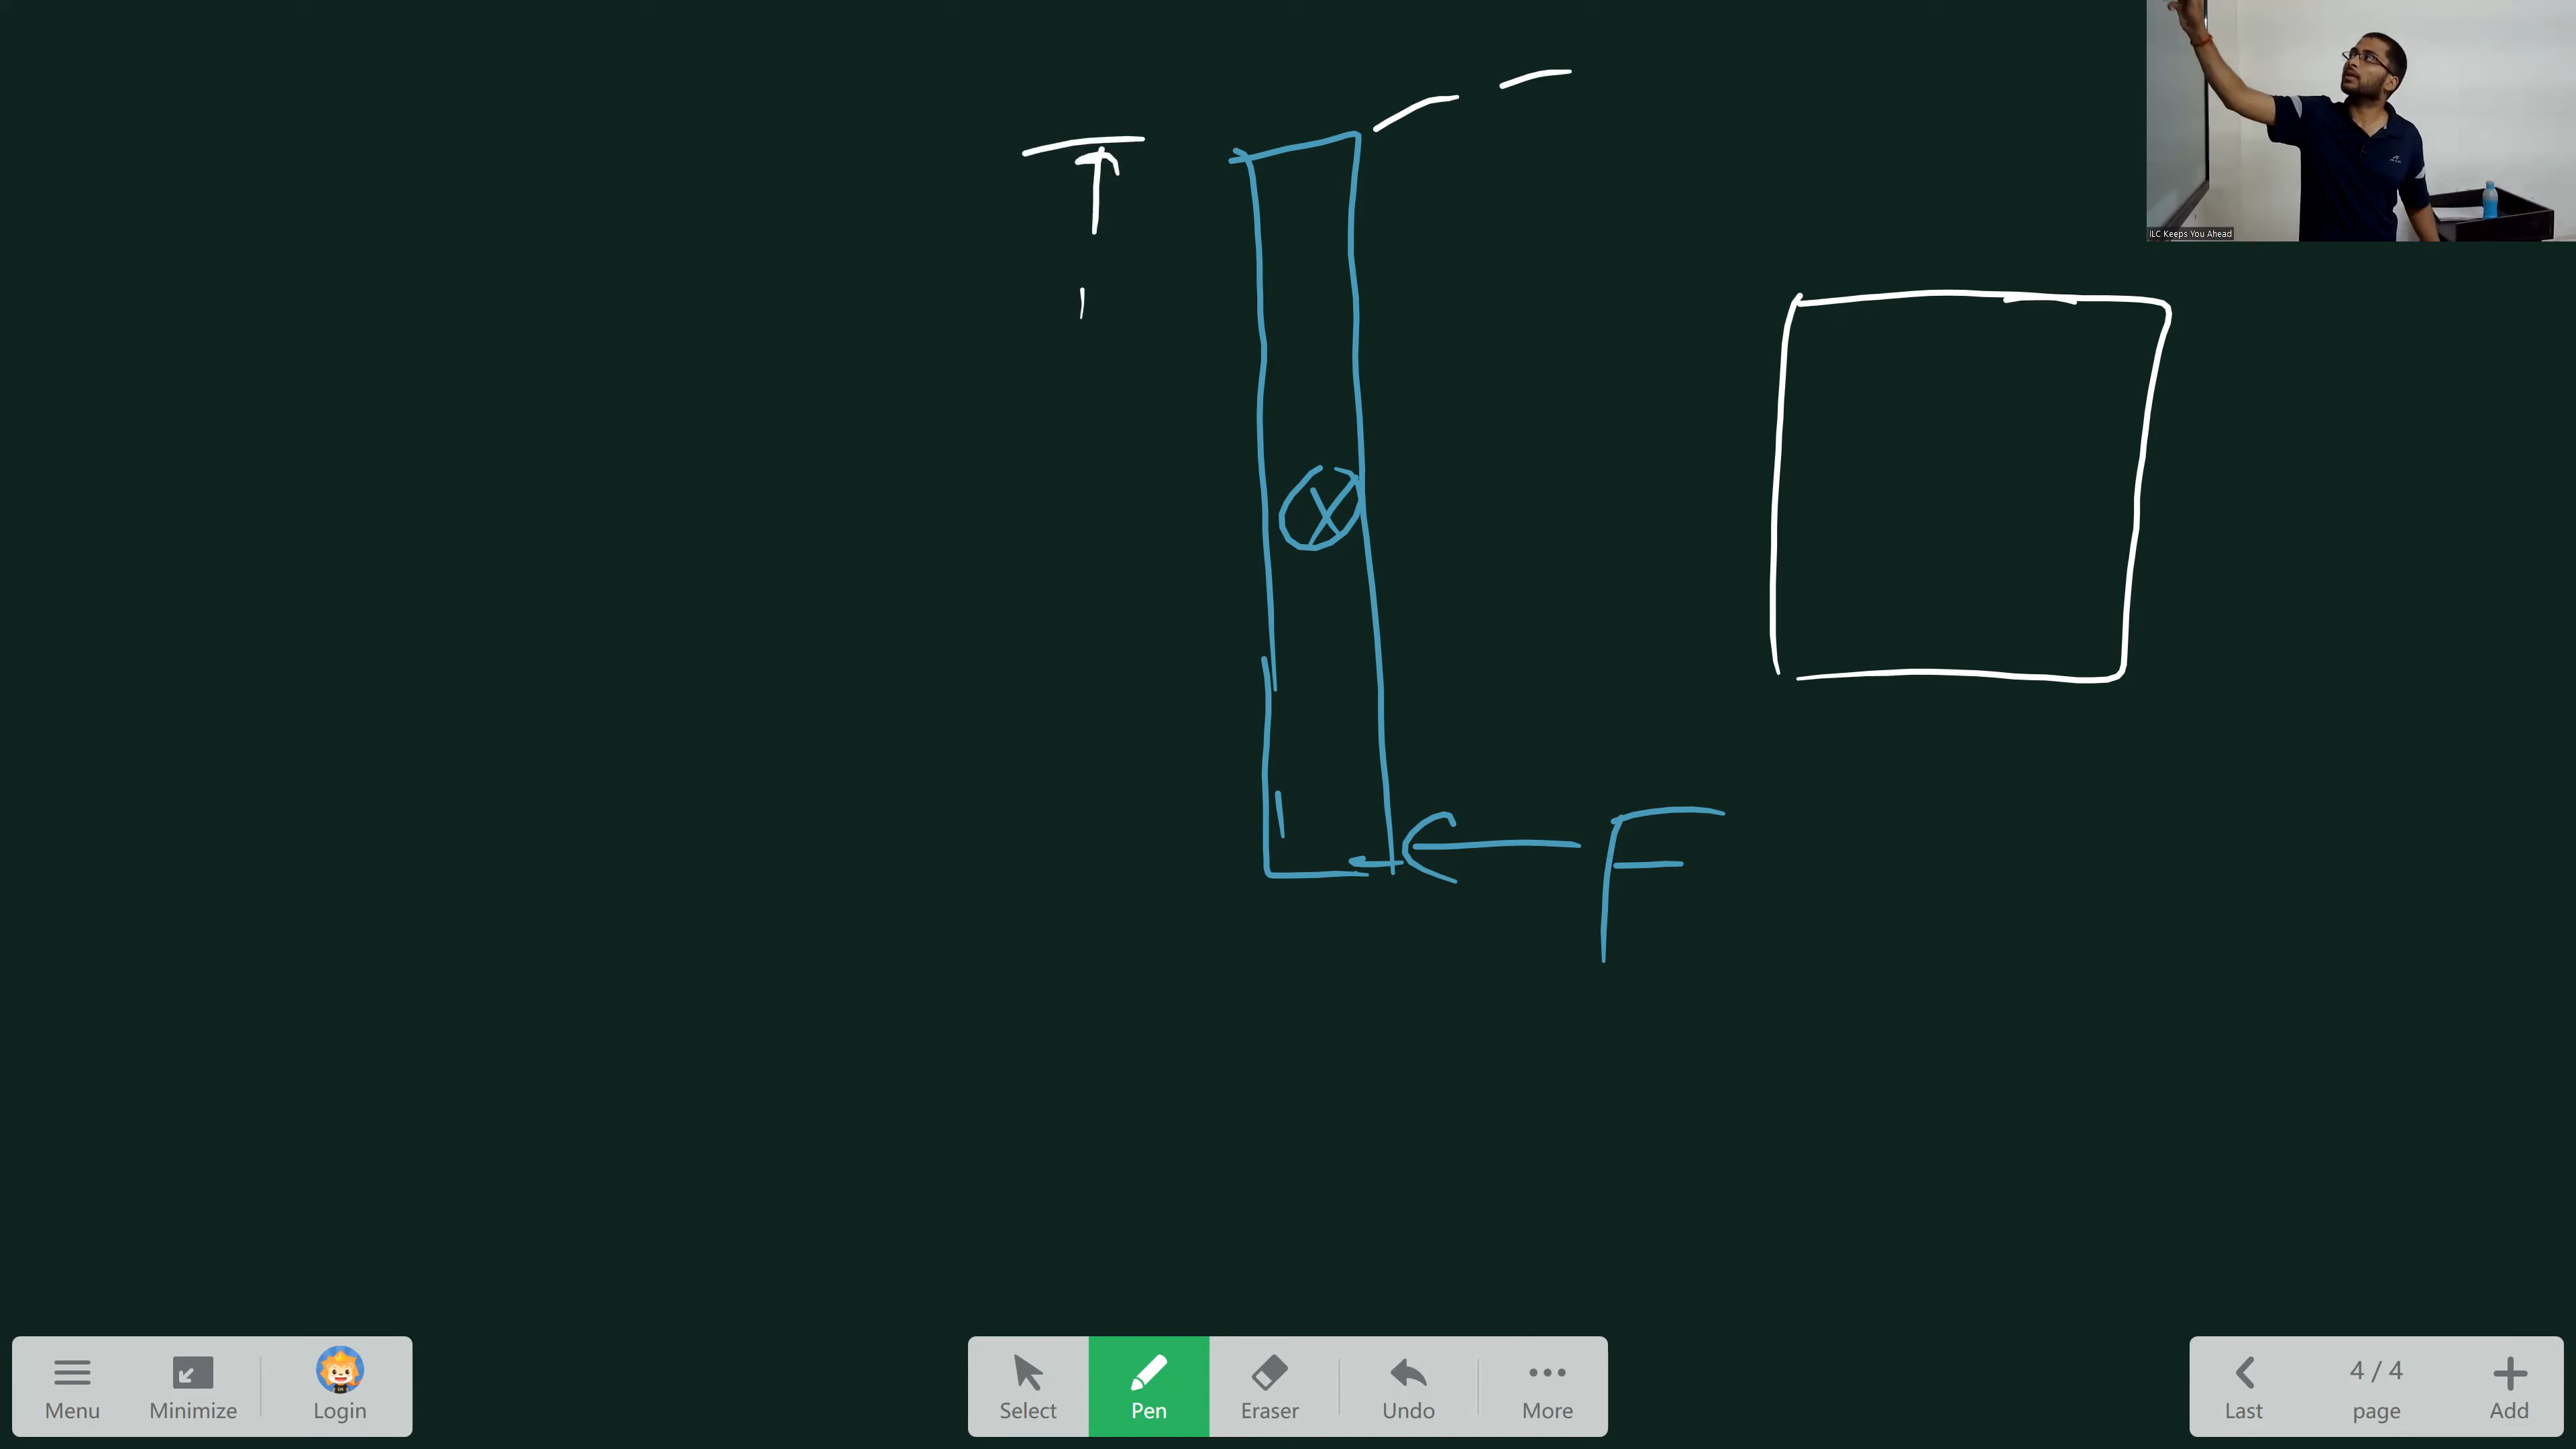 ILC Keeps You Ahead
F
Menu
Minimize
Login
Select
Pen
Eraser
Undo
More
Last
4 / 4
page
Add